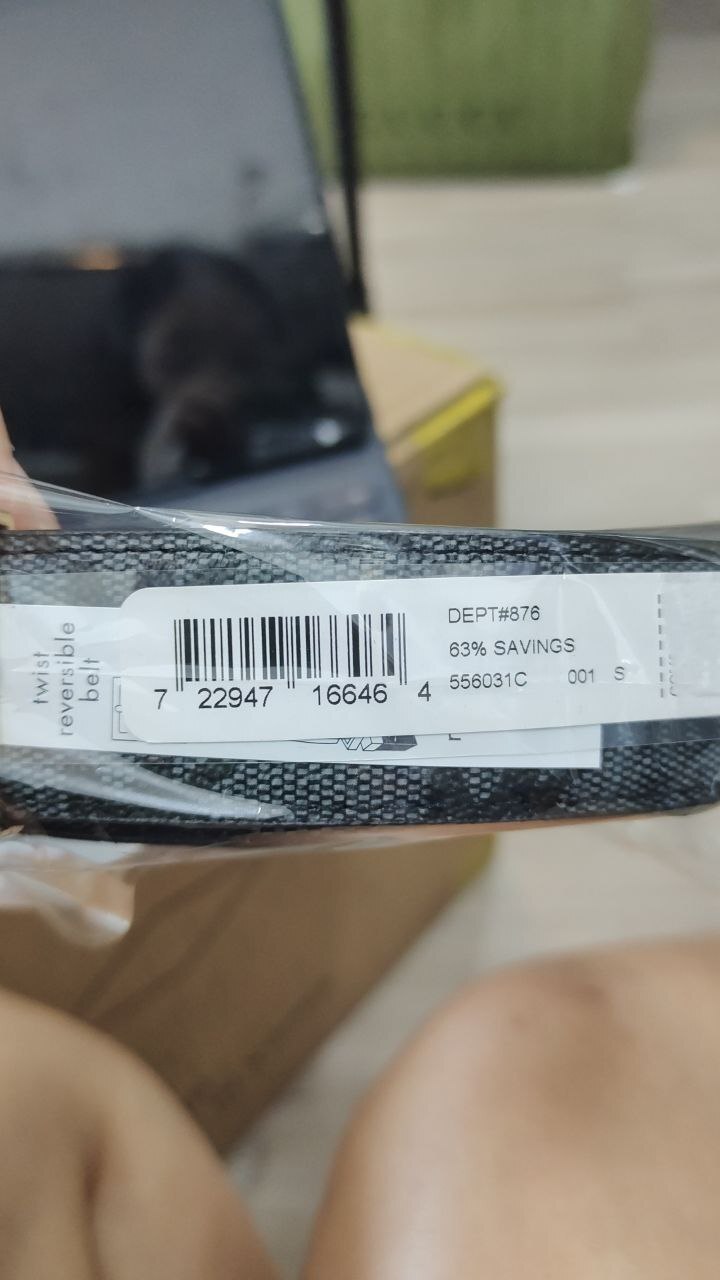 twist
reversible
belt
7 22947 16646 4
DEPT#876
63% SAVINGS
556031C 001 S